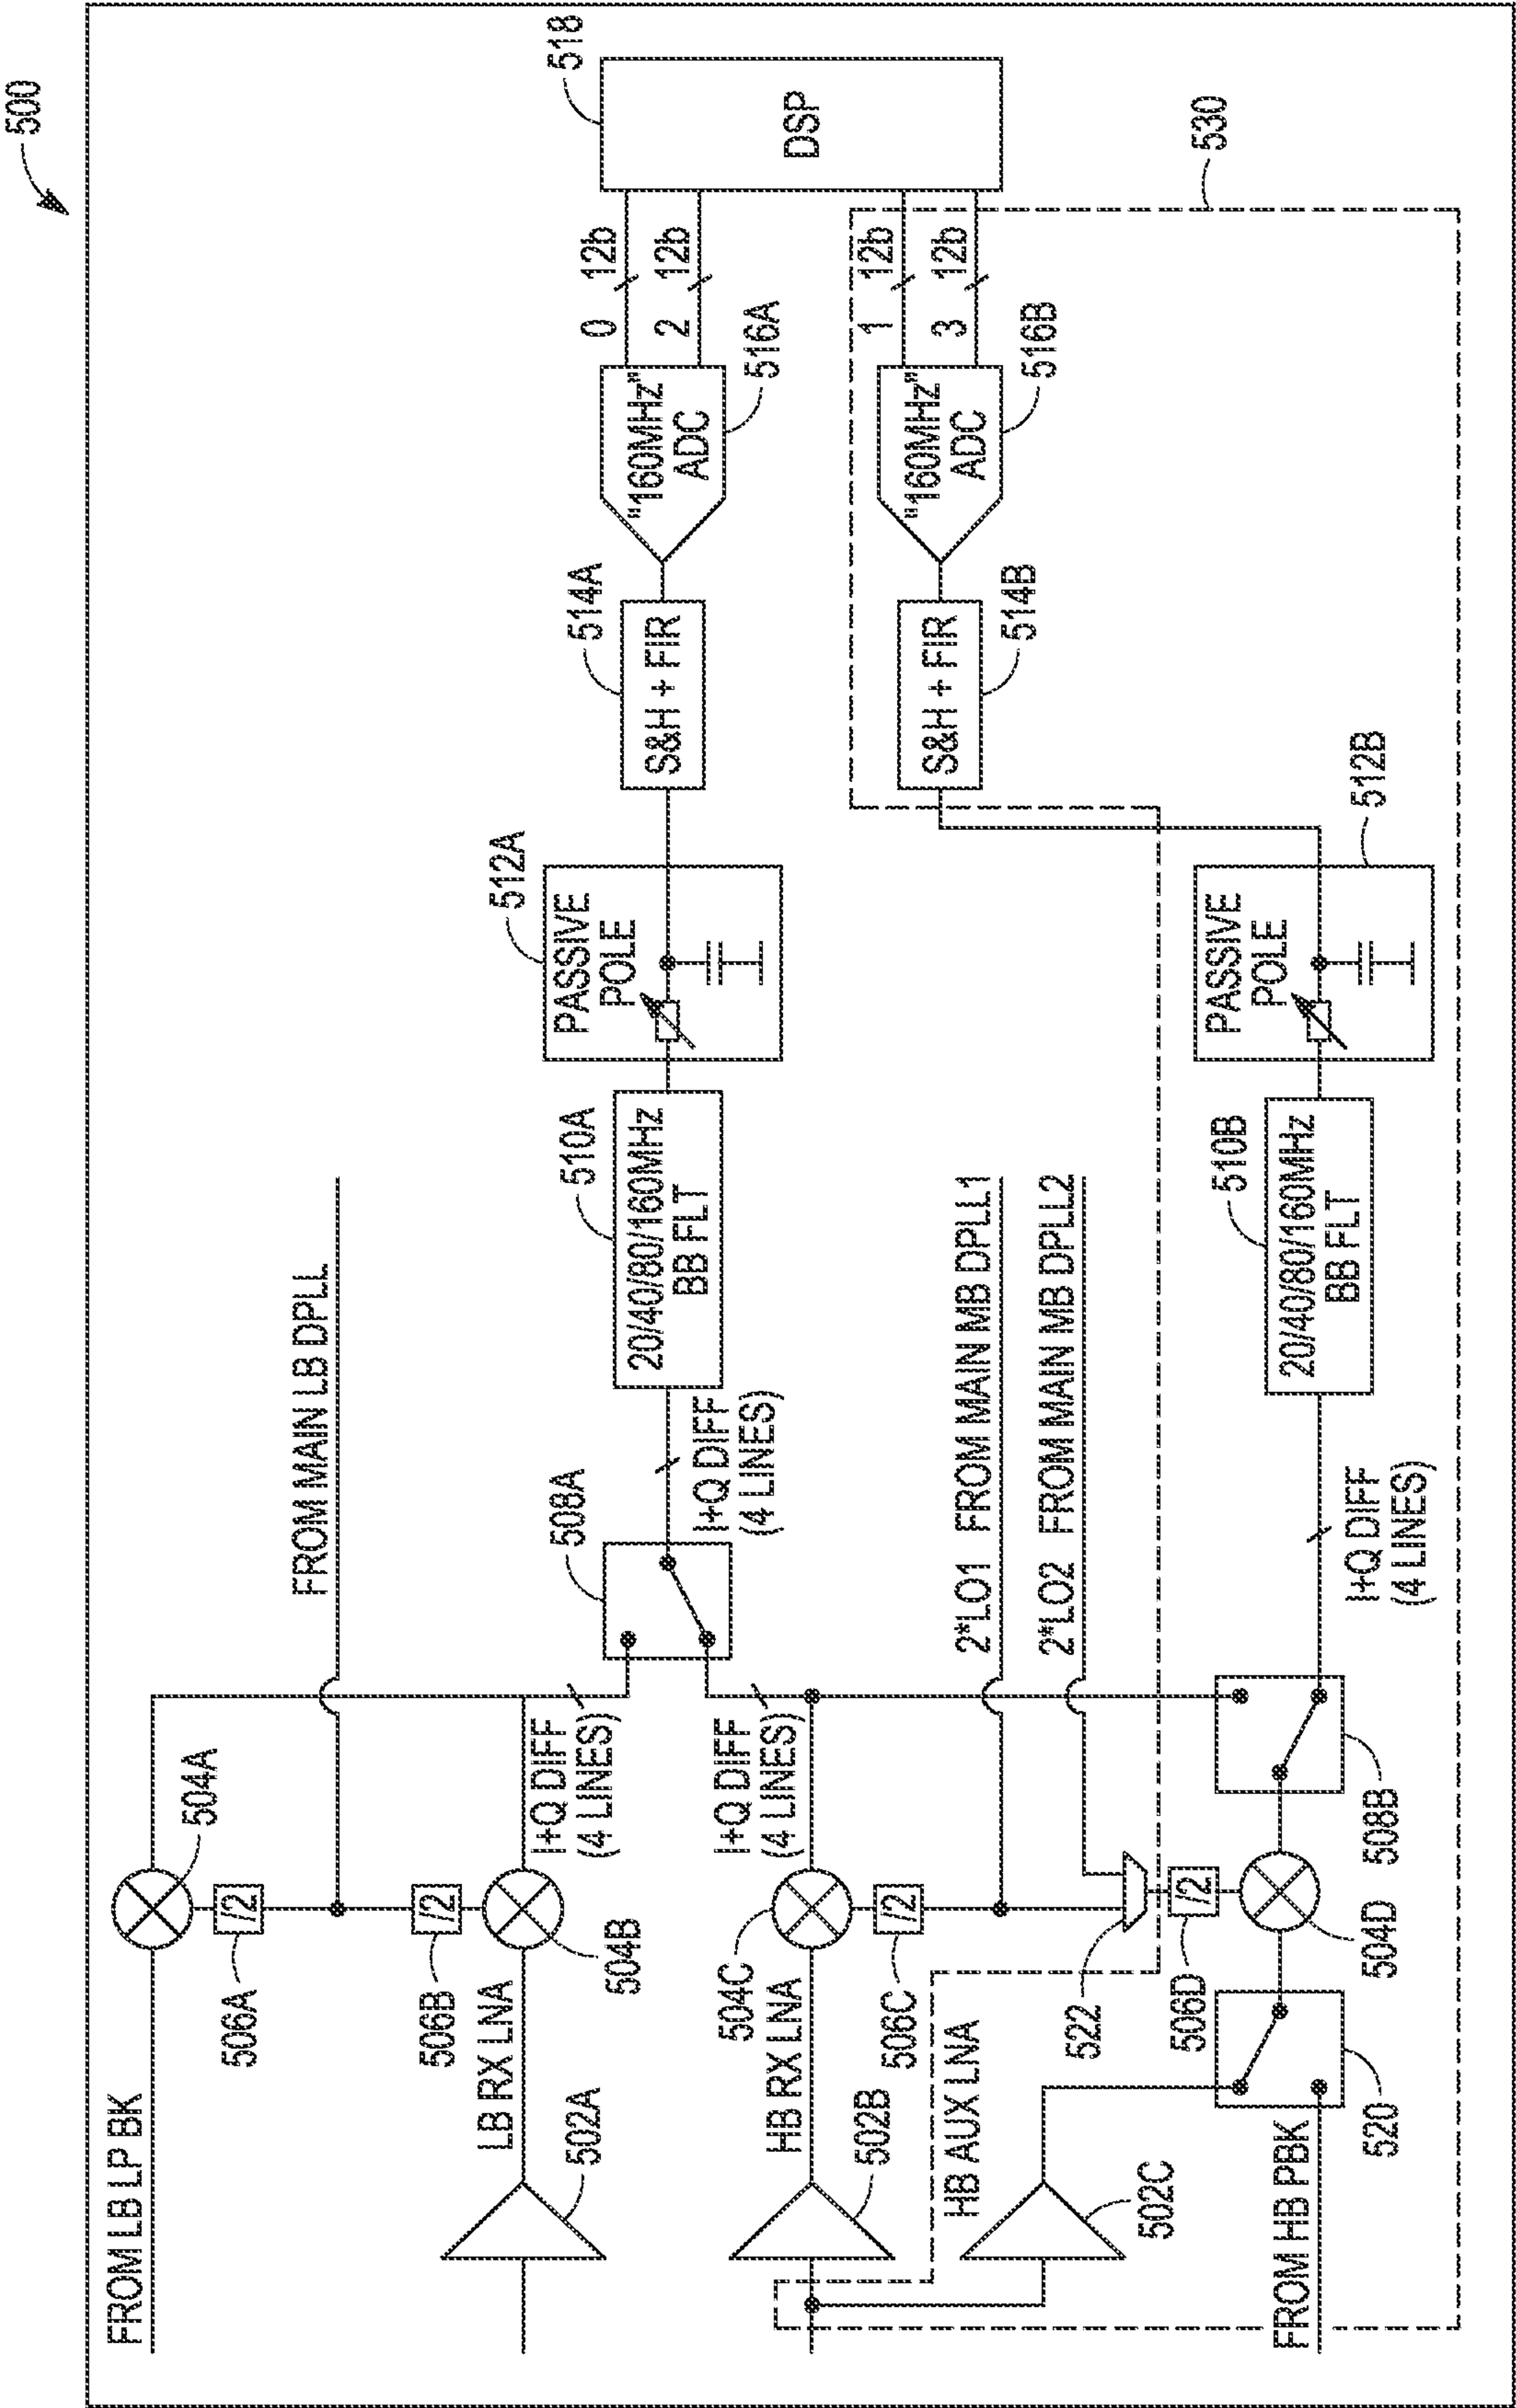 500
FROM LB LP BK
504A
506A
FROM MAIN LB DPLL
506B
LB RX LNA
502A
504B
I+Q DIFF
(4 LINES)
508A
I+Q DIFF
(4 LINES)
510A
20/40/80/160MHz
BB FLT
512A
PASSIVE
POLE
514A
S&H + FIR
"160MHz"
ADC
516A
0 12b
2 12b
518
DSP
/2
/2
504C
HB RX LNA
502B
506C
/2
I+Q DIFF
(4 LINES)
2*LO1 FROM MAIN MB DPLL1
2*LO2 FROM MAIN MB DPLL2
HB AUX LNA
502C
522
506D
/2
504D
FROM HB PBK
520
508B
I+Q DIFF
(4 LINES)
510B
20/40/80/160MHz
BB FLT
512B
PASSIVE
POLE
514B
S&H + FIR
"160MHz"
ADC
516B
1 12b
3 12b
530